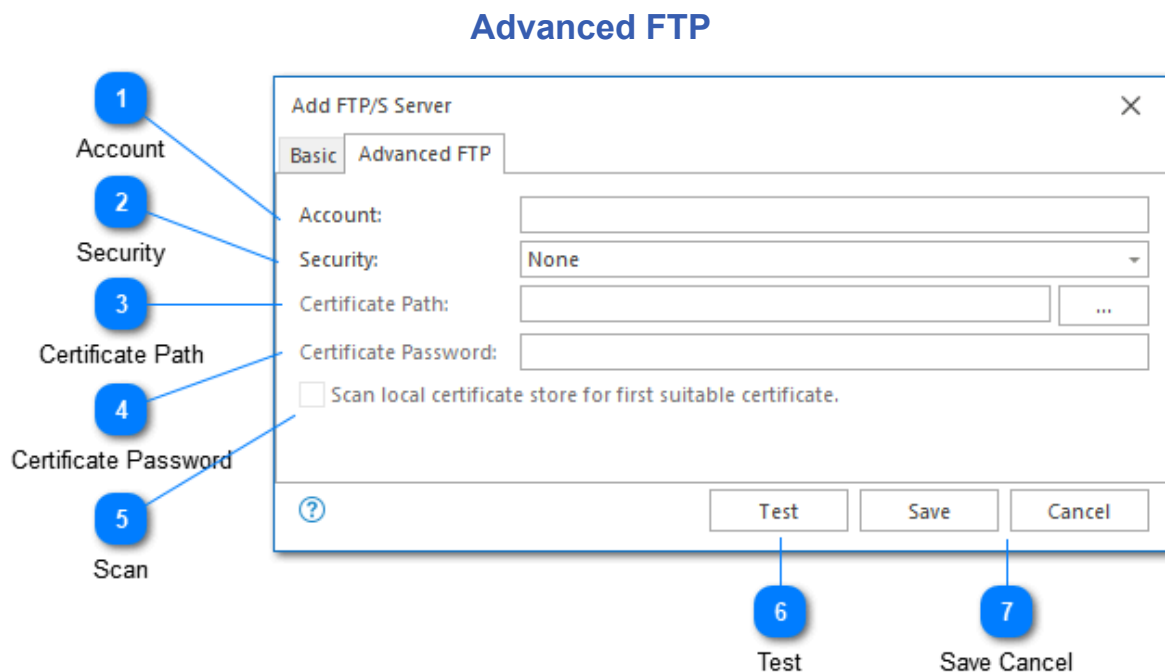 Advanced FTP
1
Account
2
Security
3
Certificate Path
4
Certificate Password
5
Scan
Add FTP/S Server
Basic
Advanced FTP
Account:
Security:
None
Certificate Path:
...
Certificate Password:
Scan local certificate store for first suitable certificate.
?
Test
Save
Cancel
6
Test
7
Save Cancel